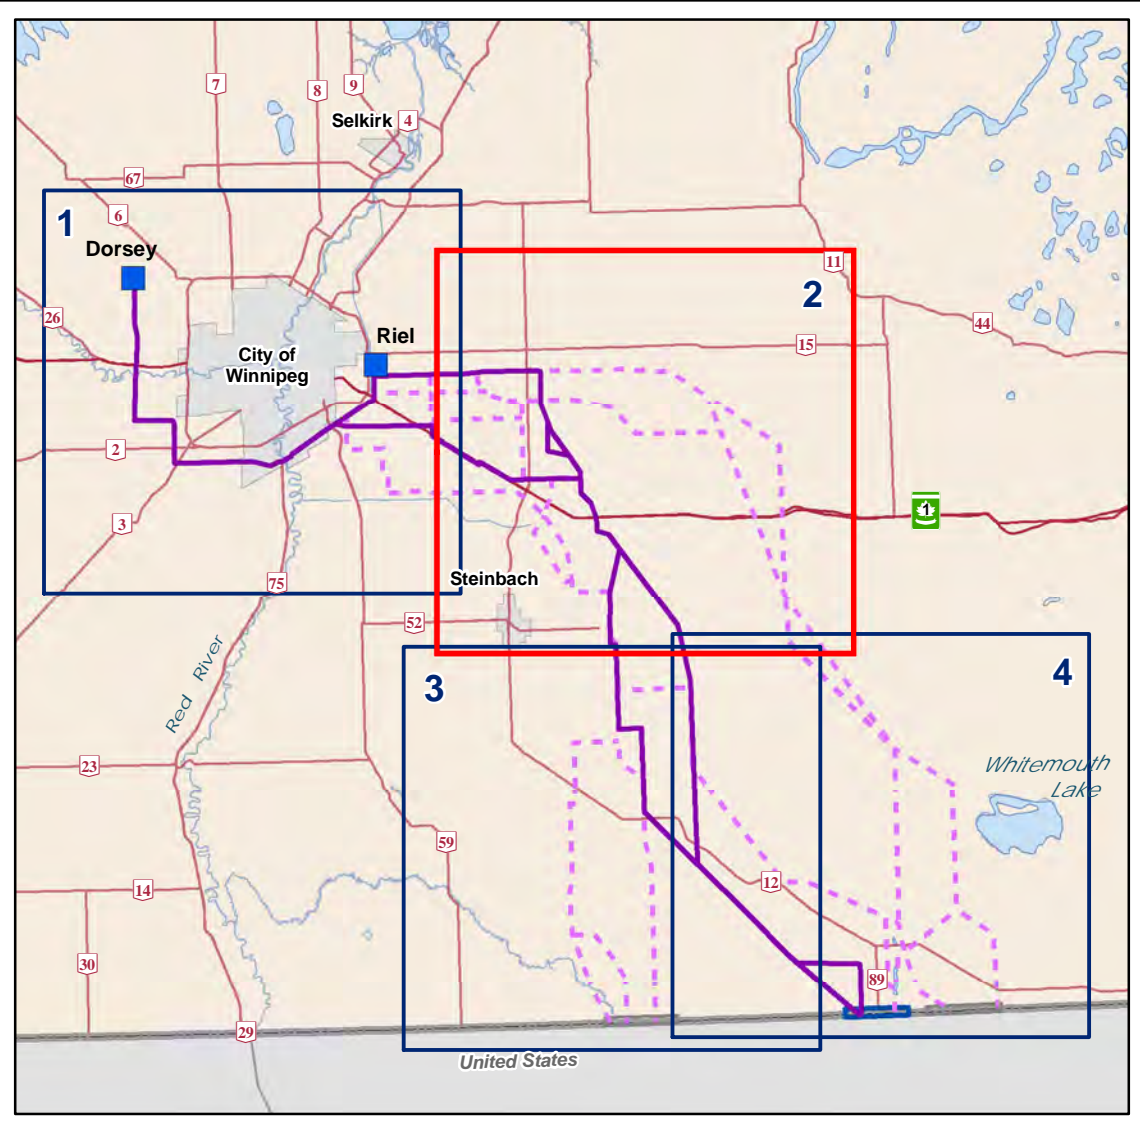 7
8
9
Selkirk
4
67
6
1
Dorsey
11
2
26
44
Riel
15
City of
Winnipeg
2
3
1
75
Steinbach
52
Red River
3
4
23
Whitemouth
Lake
59
12
14
30
89
29
United States